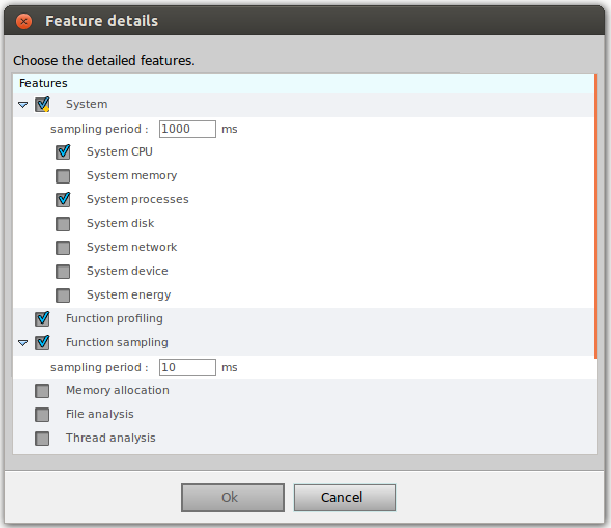 Feature details
Choose the detailed features.
Features
System
sampling period : 1000 ms
System CPU
System memory
System processes
System disk
System network
System device
System energy
Function profiling
Function sampling
sampling period : 10 ms
Memory allocation
File analysis
Thread analysis
Ok Cancel